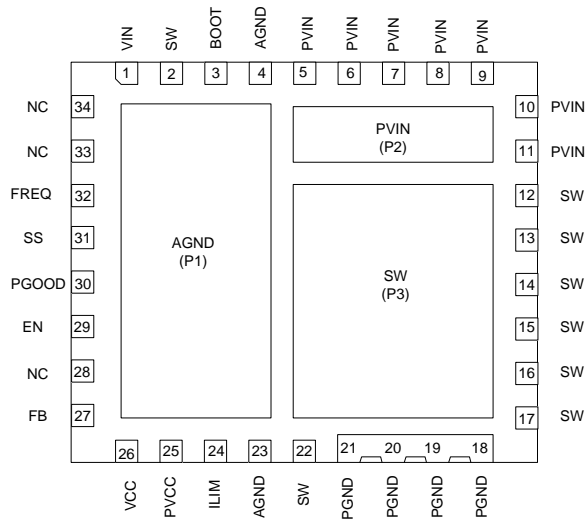 VIN SW BOOT AGND PVIN PVIN PVIN PVIN PVIN
1 2 3 4 5 6 7 8 9
NC 34
NC 33
FREQ 32
SS 31
PGOOD 30
EN 29
NC 28
FB 27
AGND
(P1)
PVIN
(P2)
SW
(P3)
10 PVIN
11 PVIN
12 SW
13 SW
14 SW
15 SW
16 SW
17 SW
26 25 24 23 22 21 20 19 18
VCC PVCC ILIM AGND SW PGND PGND PGND PGND